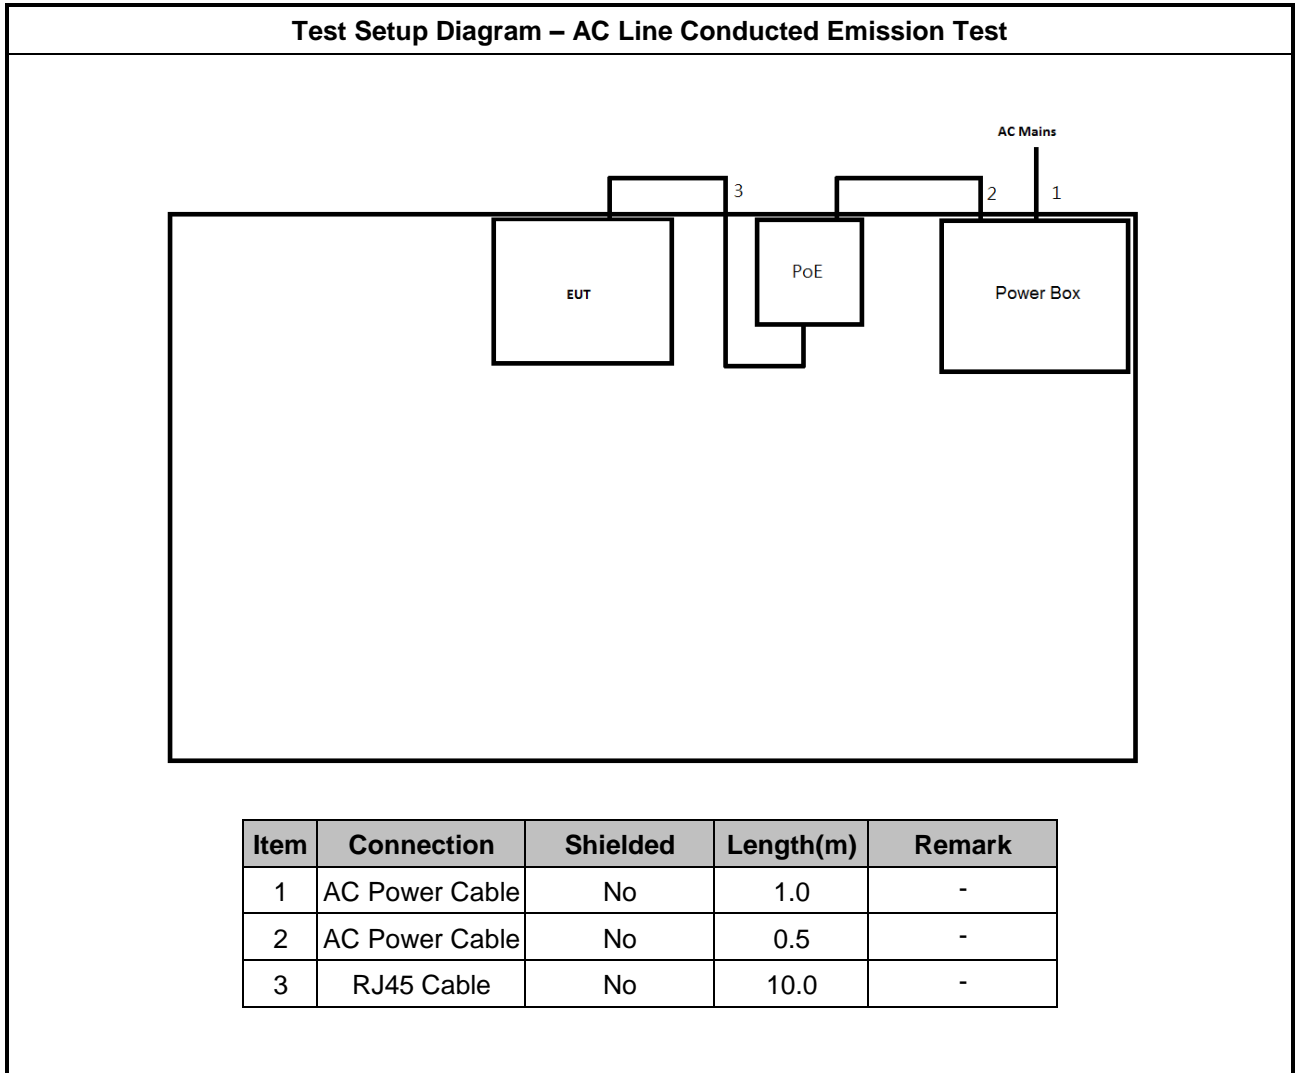 Test Setup Diagram – AC Line Conducted Emission Test
AC Mains
3
2
1
EUT
PoE
Power Box
Item Connection Shielded Length(m) Remark
1 AC Power Cable No 1.0 -
2 AC Power Cable No 0.5 -
3 RJ45 Cable No 10.0 -